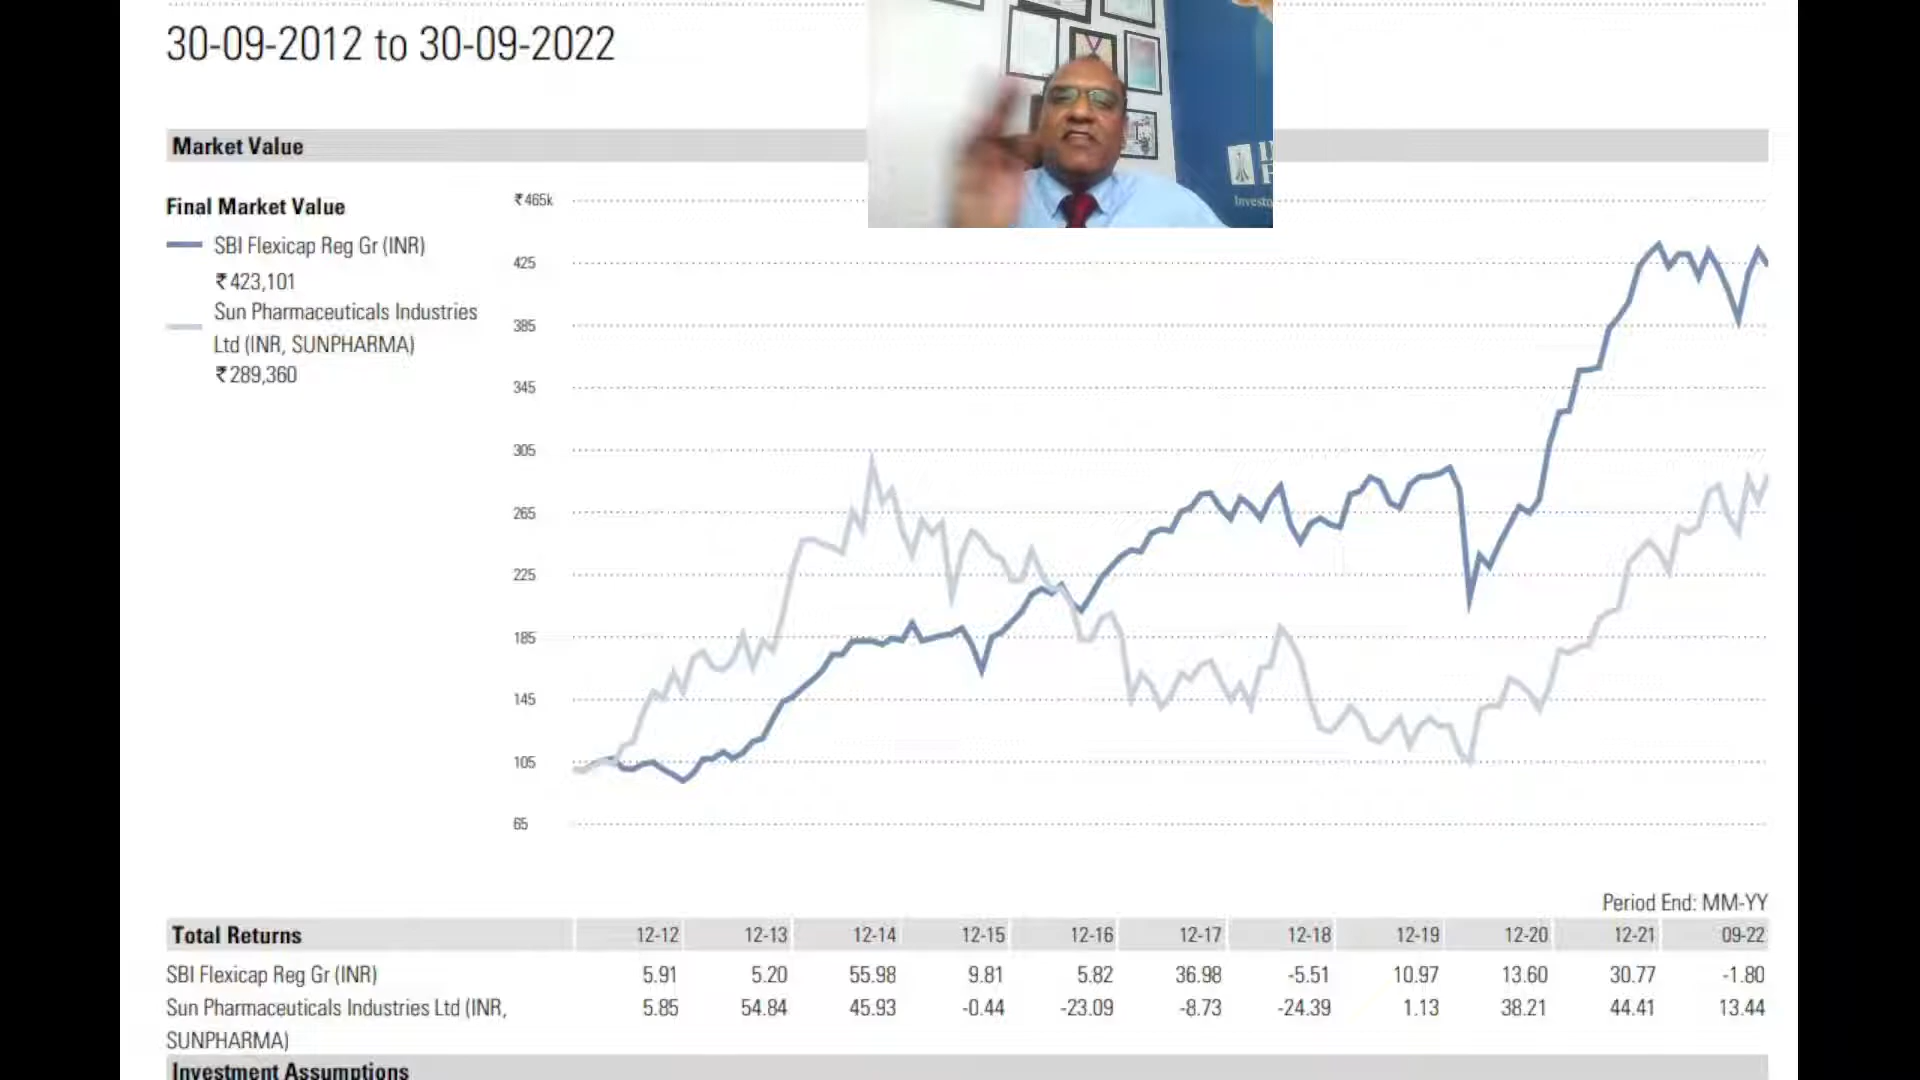 30-09-2012 to 30-09-2022
Market Value
Final Market Value
SBI Flexicap Reg Gr (INR)
₹423,101
Sun Pharmaceuticals Industries
Ltd (INR, SUNPHARMA)
₹289,360
₹465k
425
385
345
305
265
225
185
145
105
65
Period End: MM-YY
Total Returns 12-12 12-13 12-14 12-15 12-16 12-17 12-18 12-19 12-20 12-21 09-22
SBI Flexicap Reg Gr (INR) 5.91 5.20 55.98 9.81 5.82 36.98 -5.51 10.97 13.60 30.77 -1.80
Sun Pharmaceuticals Industries Ltd (INR, 5.85 54.84 45.93 -0.44 -23.09 -8.73 -24.39 1.13 38.21 44.41 13.44
SUNPHARMA)
Investment Assumptions